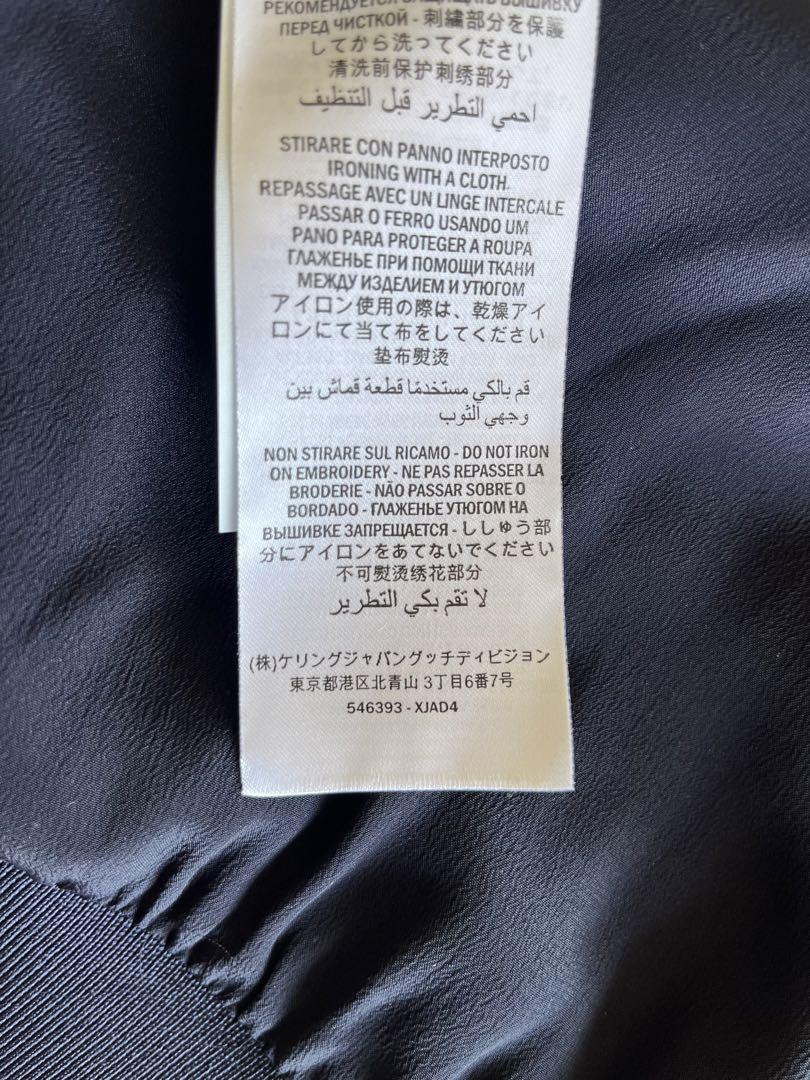 РЕКОМЕНДУЕТСЯ ЗАЩИЩАТЬ ВЫШИВКУ
ПЕРЕД ЧИСТКОЙ - 刺繍部分を保護
してから洗ってください
清洗前保护刺绣部分
احمي التطريز قبل التنظيف
STIRARE CON PANNO INTERPOSTO
IRONING WITH A CLOTH.
REPASSAGE AVEC UN LINGE INTERCALE
PASSAR O FERRO USANDO UM
PANO PARA PROTEGER A ROUPA
ГЛАЖЕНЬЕ ПРИ ПОМОЩИ ТКАНИ
МЕЖДУ ИЗДЕЛИЕМ И УТЮГОМ
アイロン使用の際は、乾燥アイ
ロンにて当て布をしてください
垫布熨烫
قم بالكي مستخدمًا قطعة قماش بين
وجهي الثوب
NON STIRARE SUL RICAMO - DO NOT IRON
ON EMBROIDERY - NE PAS REPASSER LA
BRODERIE - NÃO PASSAR SOBRE O
BORDADO - ГЛАЖЕНЬЕ УТЮГОМ НА
ВЫШИВКЕ ЗАПРЕЩАЕТСЯ - ししゅう部
分にアイロンをあてないでください
不可熨烫绣花部分
لا تقم بكي التطريز
(株)ケリングジャパングッチディビジョン
東京都港区北青山 3丁目6番7号
546393 - XJAD4